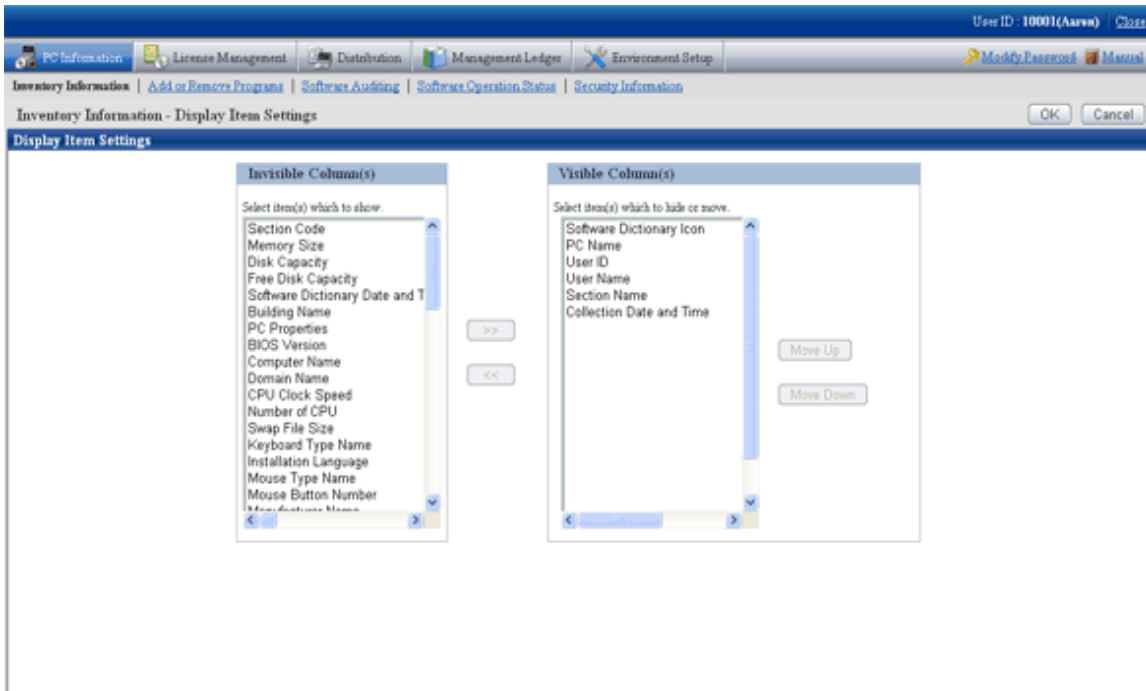 User ID : 10001(Aaron) | Close
PC Information License Management Distribution Management Ledger Environment Setup Modify Password Manual
Inventory Information | Add or Remove Programs | Software Auditing | Software Operation Status | Security Information
Inventory Information - Display Item Settings OK Cancel
Display Item Settings
Invisible Column(s)
Select item(s) which to show.
Section Code
Memory Size
Disk Capacity
Free Disk Capacity
Software Dictionary Date and T
Building Name
PC Properties
BIOS Version
Computer Name
Domain Name
CPU Clock Speed
Number of CPU
Swap File Size
Keyboard Type Name
Installation Language
Mouse Type Name
Mouse Button Number
Manufacturer Name
>>
<<
Visible Column(s)
Select item(s) which to hide or move.
Software Dictionary Icon
PC Name
User ID
User Name
Section Name
Collection Date and Time
Move Up
Move Down